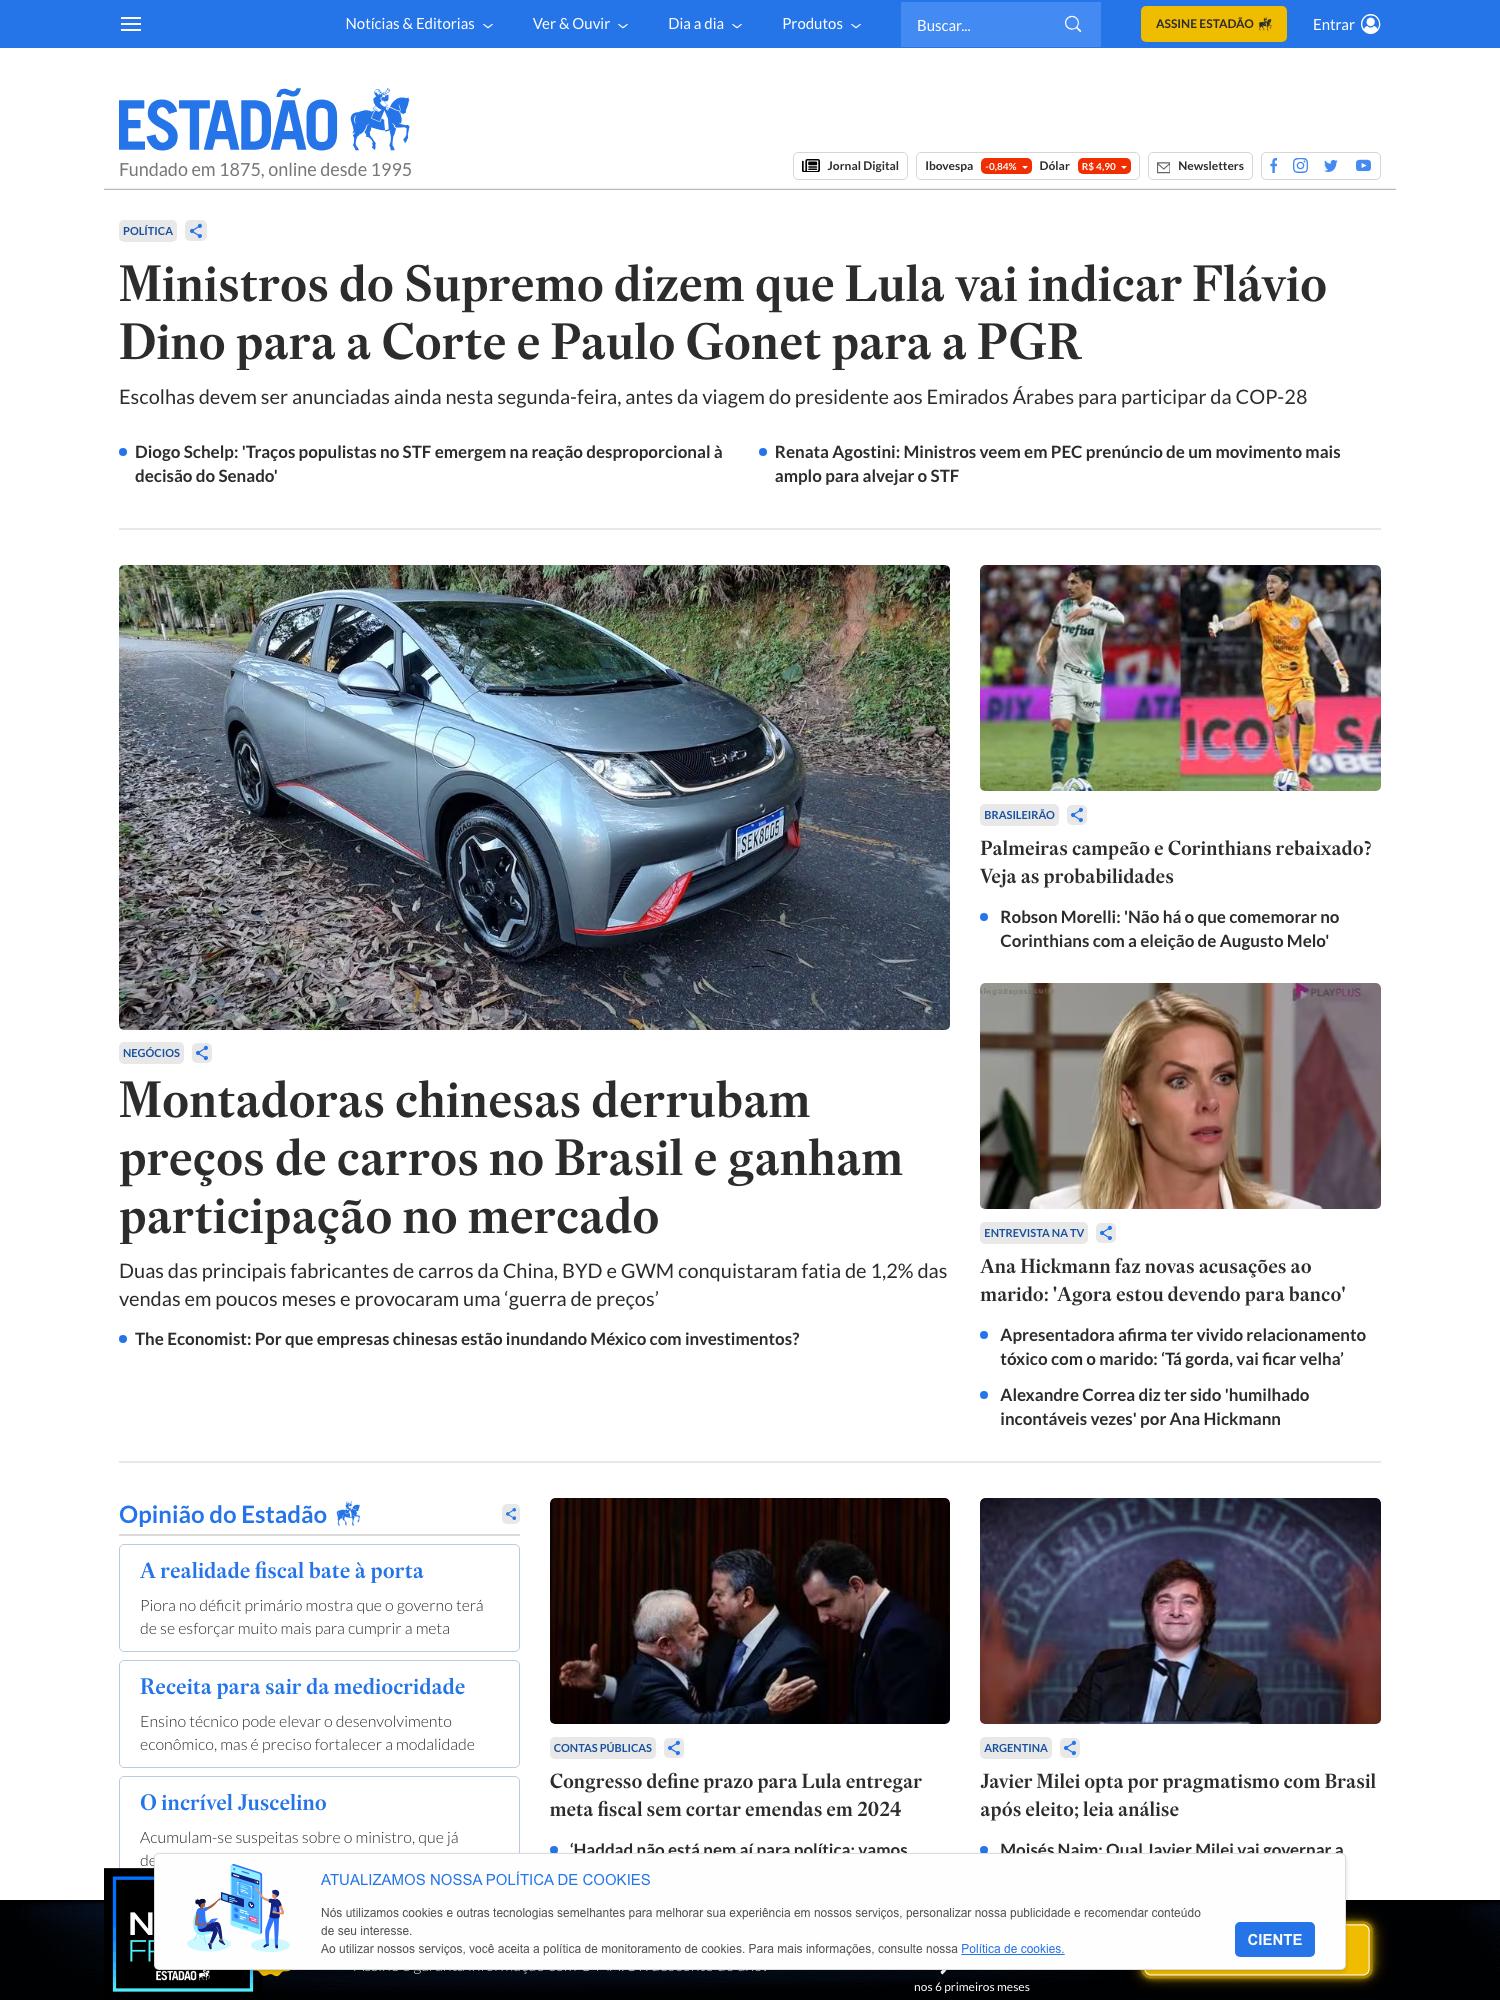 Notícias & Editorias
Ver & Ouvir
Dia a dia
Produtos
Buscar...
ASSINE ESTADÃO
Entrar
ESTADÃO
Fundado em 1875, online desde 1995
Jornal Digital
Ibovespa -0,84% Dólar R$ 4,90
Newsletters
POLÍTICA
Ministros do Supremo dizem que Lula vai indicar Flávio
Dino para a Corte e Paulo Gonet para a PGR
Escolhas devem ser anunciadas ainda nesta segunda-feira, antes da viagem do presidente aos Emirados Árabes para participar da COP-28
Diogo Schelp: 'Traços populistas no STF emergem na reação desproporcional à
decisão do Senado'
Renata Agostini: Ministros veem em PEC prenúncio de um movimento mais
amplo para alvejar o STF
BYD
SEK8C05
NEGÓCIOS
Montadoras chinesas derrubam
preços de carros no Brasil e ganham
participação no mercado
Duas das principais fabricantes de carros da China, BYD e GWM conquistaram fatia de 1,2% das
vendas em poucos meses e provocaram uma ‘guerra de preços’
The Economist: Por que empresas chinesas estão inundando México com investimentos?
PIX
BRASILEIRÃO
Palmeiras campeão e Corinthians rebaixado?
Veja as probabilidades
Robson Morelli: 'Não há o que comemorar no
Corinthians com a eleição de Augusto Melo'
PLAYPLUS
ENTREVISTA NA TV
Ana Hickmann faz novas acusações ao
marido: 'Agora estou devendo para banco'
Apresentadora afirma ter vivido relacionamento
tóxico com o marido: ‘Tá gorda, vai ficar velha’
Alexandre Correa diz ter sido 'humilhado
incontáveis vezes' por Ana Hickmann
Opinião do Estadão
A realidade fiscal bate à porta
Piora no déficit primário mostra que o governo terá
de se esforçar muito mais para cumprir a meta
Receita para sair da mediocridade
Ensino técnico pode elevar o desenvolvimento
econômico, mas é preciso fortalecer a modalidade
O incrível Juscelino
Acumulam-se suspeitas sobre o ministro, que já
de
CONTAS PÚBLICAS
Congresso define prazo para Lula entregar
meta fiscal sem cortar emendas em 2024
‘Haddad não está nem aí para política; vamos
PRESIDENTE ELEC
ARGENTINA
Javier Milei opta por pragmatismo com Brasil
após eleito; leia análise
Moisés Naim: Qual Javier Milei vai governar a
ATUALIZAMOS NOSSA POLÍTICA DE COOKIES
Nós utilizamos cookies e outras tecnologias semelhantes para melhorar sua experiência em nossos serviços, personalizar nossa publicidade e recomendar conteúdo
de seu interesse.
Ao utilizar nossos serviços, você aceita a política de monitoramento de cookies. Para mais informações, consulte nossa Política de cookies.
CIENTE
ESTADÃO
nos 6 primeiros meses